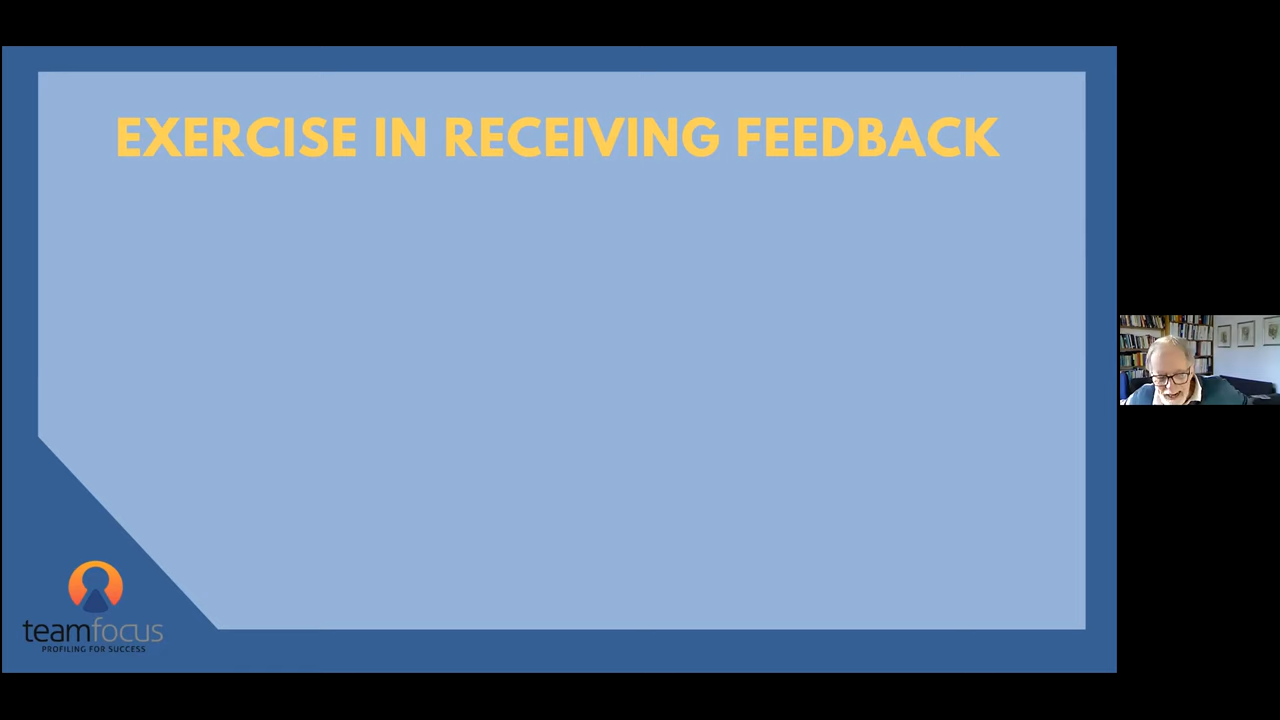 EXERCISE IN RECEIVING FEEDBACK
teamfocus
PROFILING FOR SUCCESS